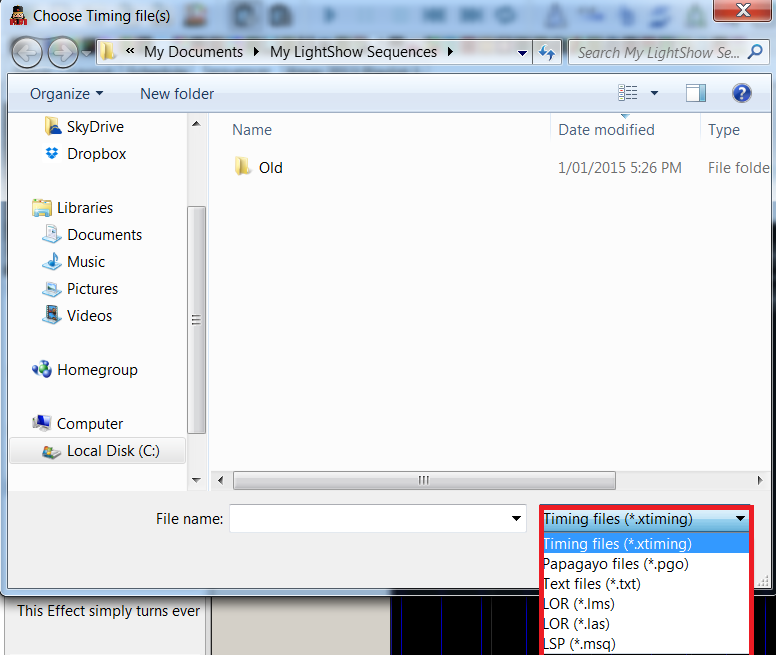 Choose Timing file(s)
« My Documents My LightShow Sequences
Search My LightShow Se...
Organize New folder
SkyDrive
Dropbox
Libraries
Documents
Music
Pictures
Videos
Homegroup
Computer
Local Disk (C:)
Name Date modified Type
Old 1/01/2015 5:26 PM File folde
File name:
Timing files (*.xtiming)
Timing files (*.xtiming)
Papagayo files (*.pgo)
Text files (*.txt)
LOR (*.lms)
LOR (*.las)
LSP (*.msq)
This Effect simply turns ever